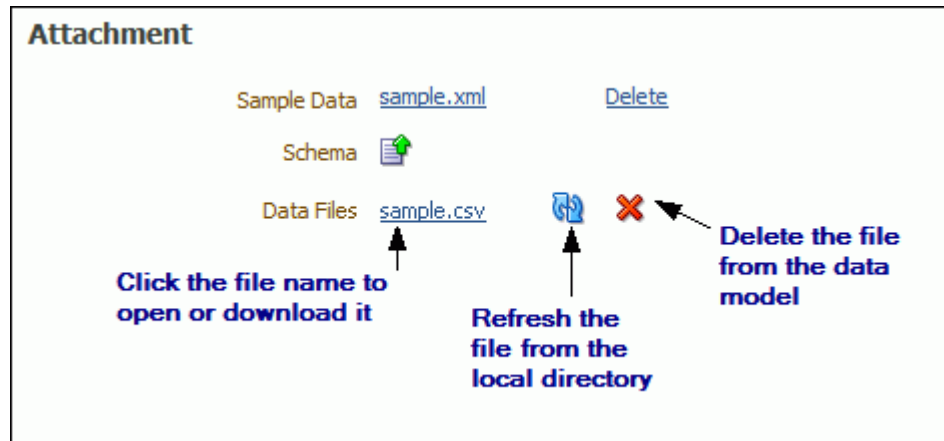 Attachment
Sample Data sample.xml Delete
Schema
Data Files sample.csv
Click the file name to
open or download it
Refresh the
file from the
local directory
Delete the file
from the data
model